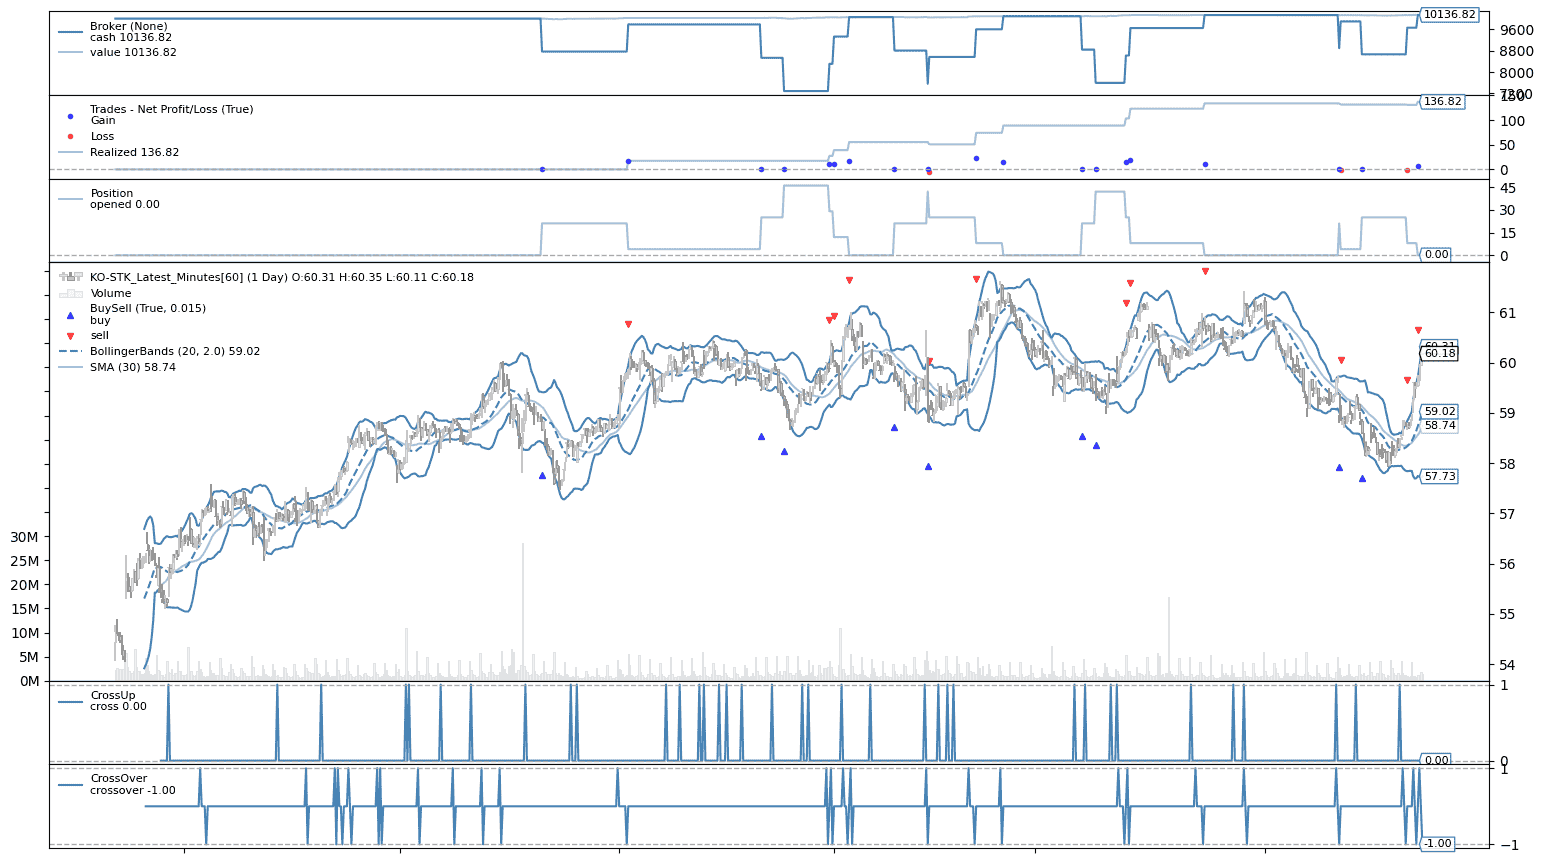 Broker (None)
cash 10136.82
value 10136.82
10136.82
9600
8800
8000
7200
Trades - Net Profit/Loss (True)
Gain
Loss
Realized 136.82
150
136.82
100
50
0
Position
opened 0.00
45
30
15
0
0.00
KO-STK_Latest_Minutes[60] (1 Day) O:60.31 H:60.35 L:60.11 C:60.18
Volume
BuySell (True, 0.015)
buy
sell
BollingerBands (20, 2.0) 59.02
SMA (30) 58.74
61
60.31
60.18
60
59.02
59
58.74
58
57.73
57
56
55
54
30M
25M
20M
15M
10M
5M
0M
CrossUp
cross 0.00
1
0.00
0
CrossOver
crossover -1.00
1
-1.00
−1